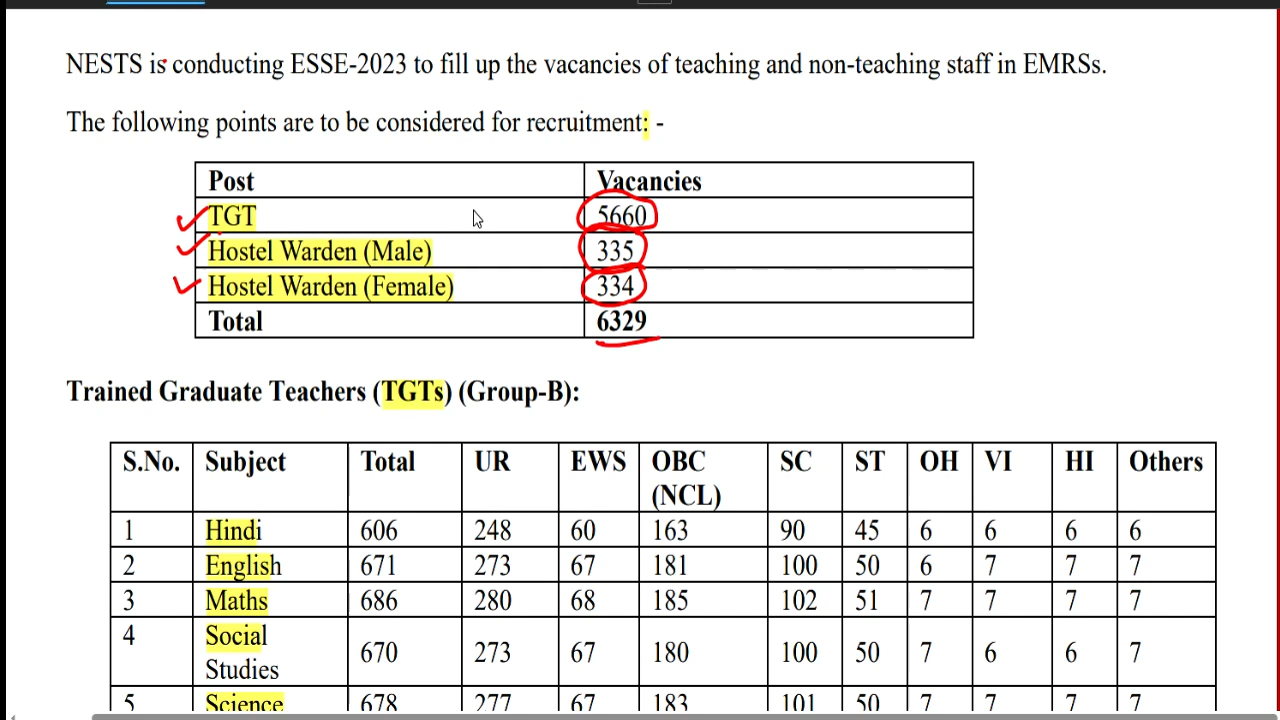 NESTS is conducting ESSE-2023 to fill up the vacancies of teaching and non-teaching staff in EMRSs.
The following points are to be considered for recruitment: -
Post Vacancies
TGT 5660
Hostel Warden (Male) 335
Hostel Warden (Female) 334
Total 6329
Trained Graduate Teachers (TGTs) (Group-B):
S.No. Subject Total UR EWS OBC (NCL) SC ST OH VI HI Others
1 Hindi 606 248 60 163 90 45 6 6 6 6
2 English 671 273 67 181 100 50 6 7 7 7
3 Maths 686 280 68 185 102 51 7 7 7 7
4 Social Studies 670 273 67 180 100 50 7 6 6 7
5 Science 678 277 67 183 101 50 7 7 7 7